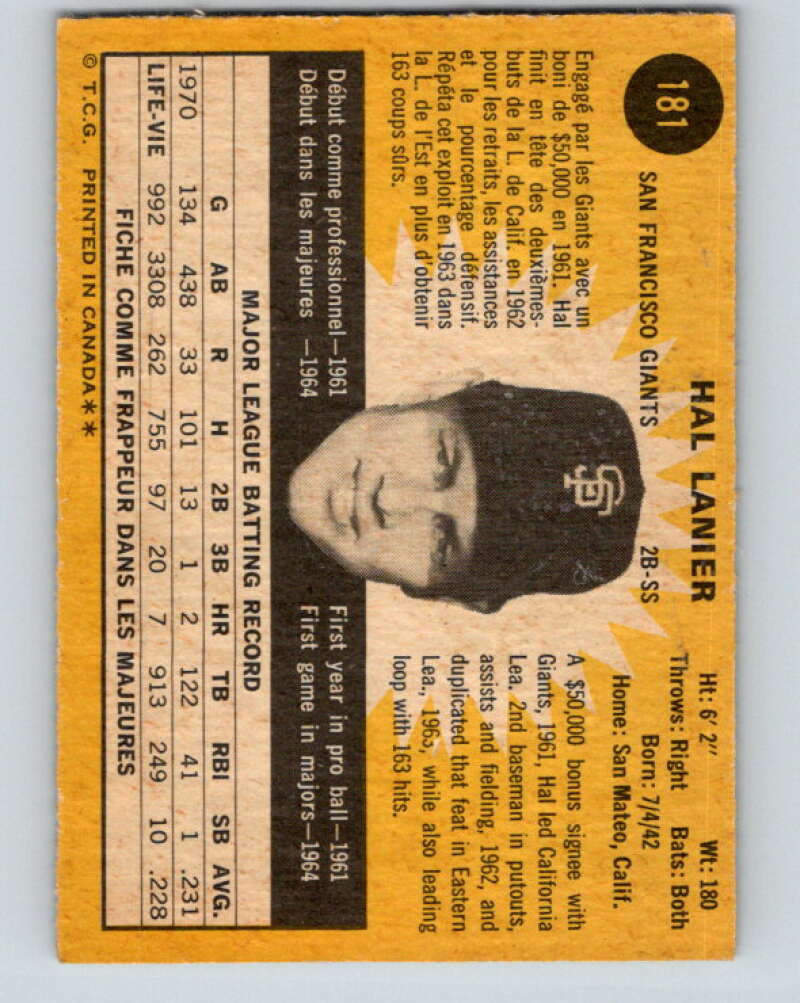 181
HAL LANIER
SAN FRANCISCO GIANTS 2B-SS
Ht: 6' 2" Wt: 180
Throws: Right Bats: Both
Born: 7/4/42
Home: San Mateo, Calif.
Engagé par les Giants avec un
boni de $50,000 en 1961. Hal
finit en tête des deuxièmes-
buts de la L. de Calif. en 1962
pour les retraits, les assistances
et le pourcentage défensif.
Répéta cet exploit en 1963 dans
la L. de l'Est en plus d'obtenir
163 coups sûrs.
SF
A $50,000 bonus signee with
Giants, 1961, Hal led California
Lea. 2nd baseman in putouts,
assists and fielding, 1962, and
duplicated that feat in Eastern
Lea., 1963, while also leading
loop with 163 hits.
Début comme professionnel—1961
Début dans les majeures —1964
First year in pro ball—1961
First game in majors—1964
MAJOR LEAGUE BATTING RECORD
G AB R H 2B 3B HR TB RBI SB AVG.
1970 134 438 33 101 13 1 2 122 41 1 .231
LIFE-VIE 992 3308 262 755 97 20 7 913 249 10 .228
FICHE COMME FRAPPEUR DANS LES MAJEURES
© T.C.G. PRINTED IN CANADA**